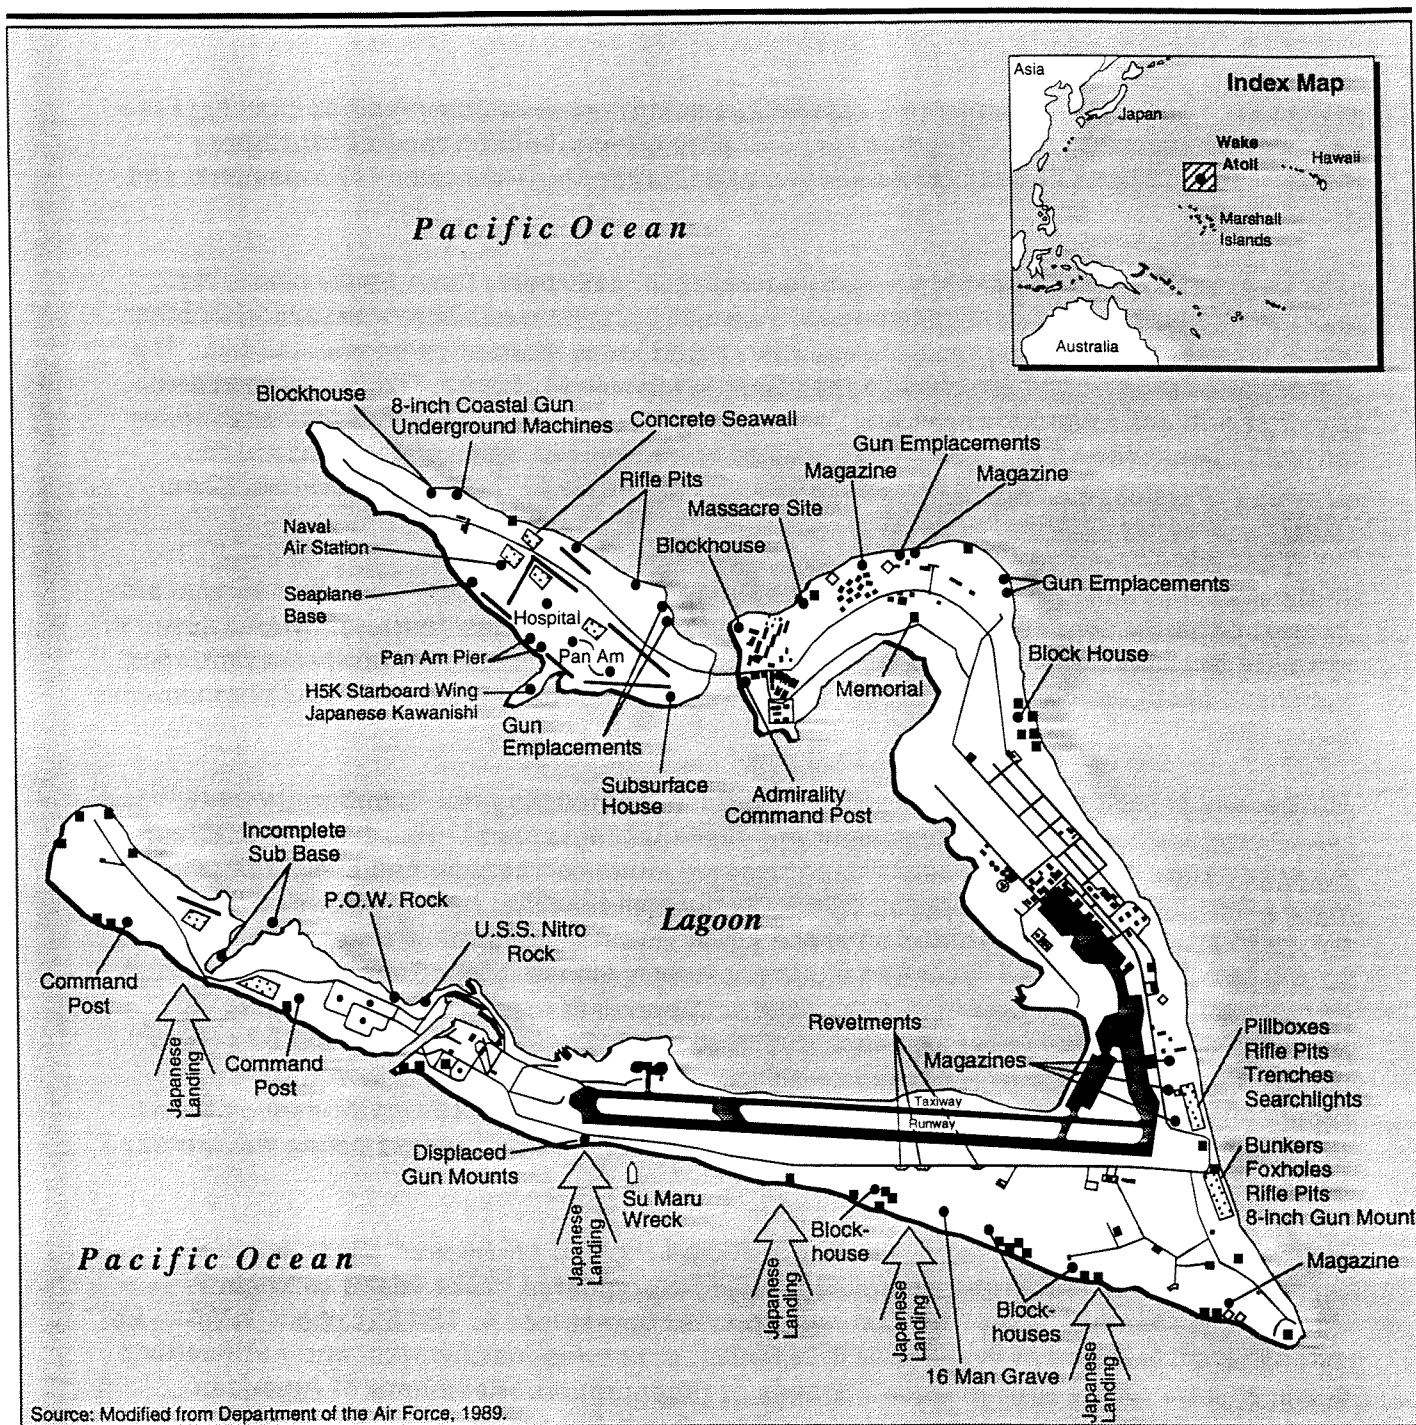 Index Map
Asia
Japan
Wake
Atoll
Hawaii
Marshall
Islands
Australia
Pacific Ocean
Blockhouse
8-inch Coastal Gun
Underground Machines
Concrete Seawall
Rifle Pits
Gun Emplacements
Magazine
Magazine
Massacre Site
Blockhouse
Naval
Air Station
Seaplane
Base
Hospital
Pan Am Pier
Pan Am
H5K Starboard Wing
Japanese Kawanishi
Gun
Emplacements
Subsurface
House
Gun Emplacements
Block House
Memorial
Admirality
Command Post
Incomplete
Sub Base
P.O.W. Rock
U.S.S. Nitro
Rock
Lagoon
Command
Post
Japanese
Landing
Command
Post
Revetments
Magazines
Taxiway
Runway
Pillboxes
Rifle Pits
Trenches
Searchlights
Displaced
Gun Mounts
Bunkers
Foxholes
Rifle Pits
8-inch Gun Mount
Su Maru
Wreck
Japanese
Landing
Japanese
Landing
Block-
house
Japanese
Landing
Pacific Ocean
Magazine
Block-
houses
16 Man Grave
Japanese
Landing
Source: Modified from Department of the Air Force, 1989.